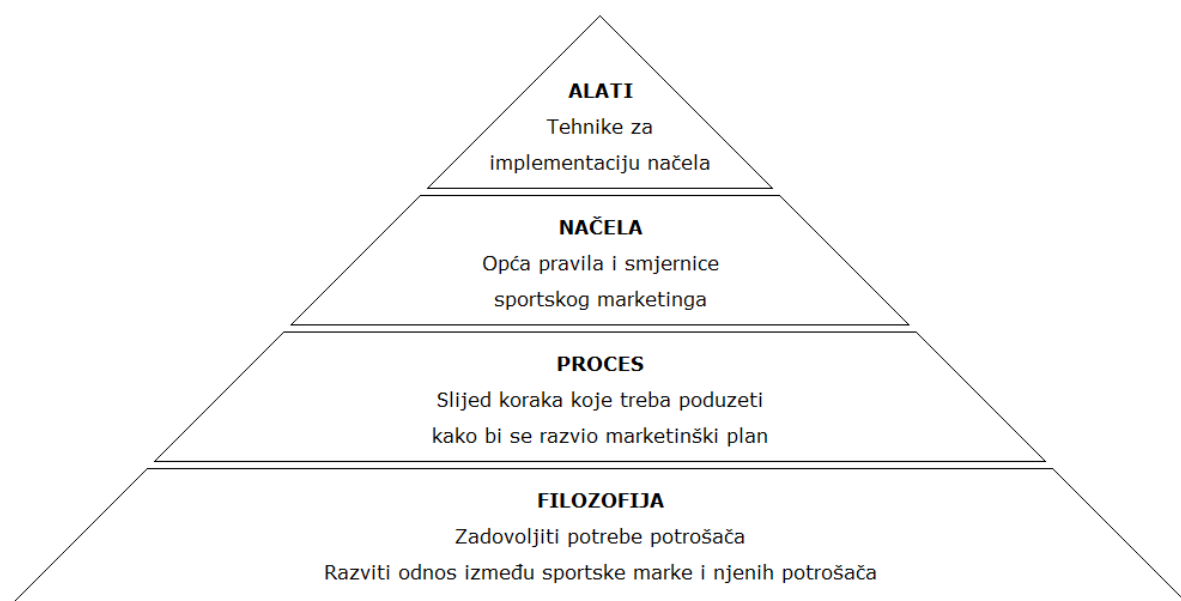 ALATI
Tehnike za
implementaciju načela
NAČELA
Opća pravila i smjernice
sportskog marketinga
PROCES
Slijed koraka koje treba poduzeti
kako bi se razvio marketinški plan
FILOZOFIJA
Zadovoljiti potrebe potrošača
Razviti odnos između sportske marke i njenih potrošača